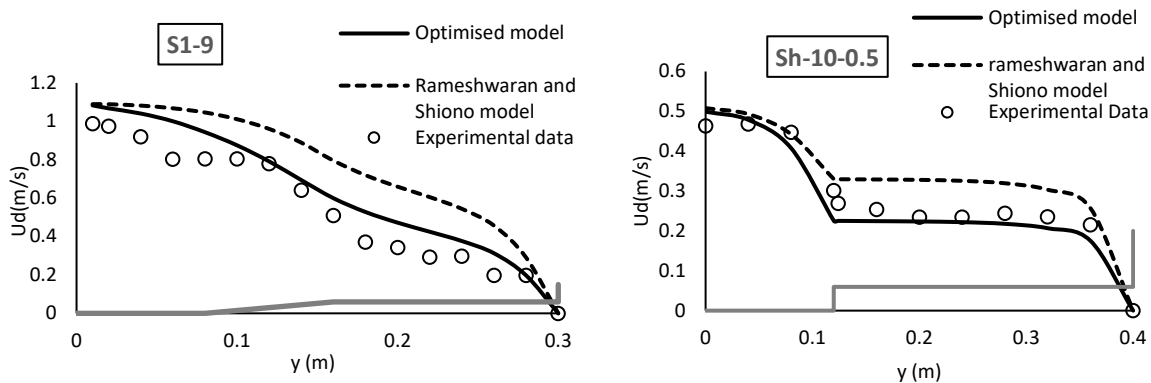 S1-9
Optimised model
Rameshwaran and
Shiono model
Experimental data
1.2
1
0.8
0.6
0.4
0.2
0
Ud(m/s)
0
0.1
0.2
0.3
y (m)
Sh-10-0.5
Optimised model
rameshwaran and
Shiono model
Experimental Data
0.6
0.5
0.4
0.3
0.2
0.1
0
Ud(m/s)
0
0.1
0.2
0.3
0.4
y (m)